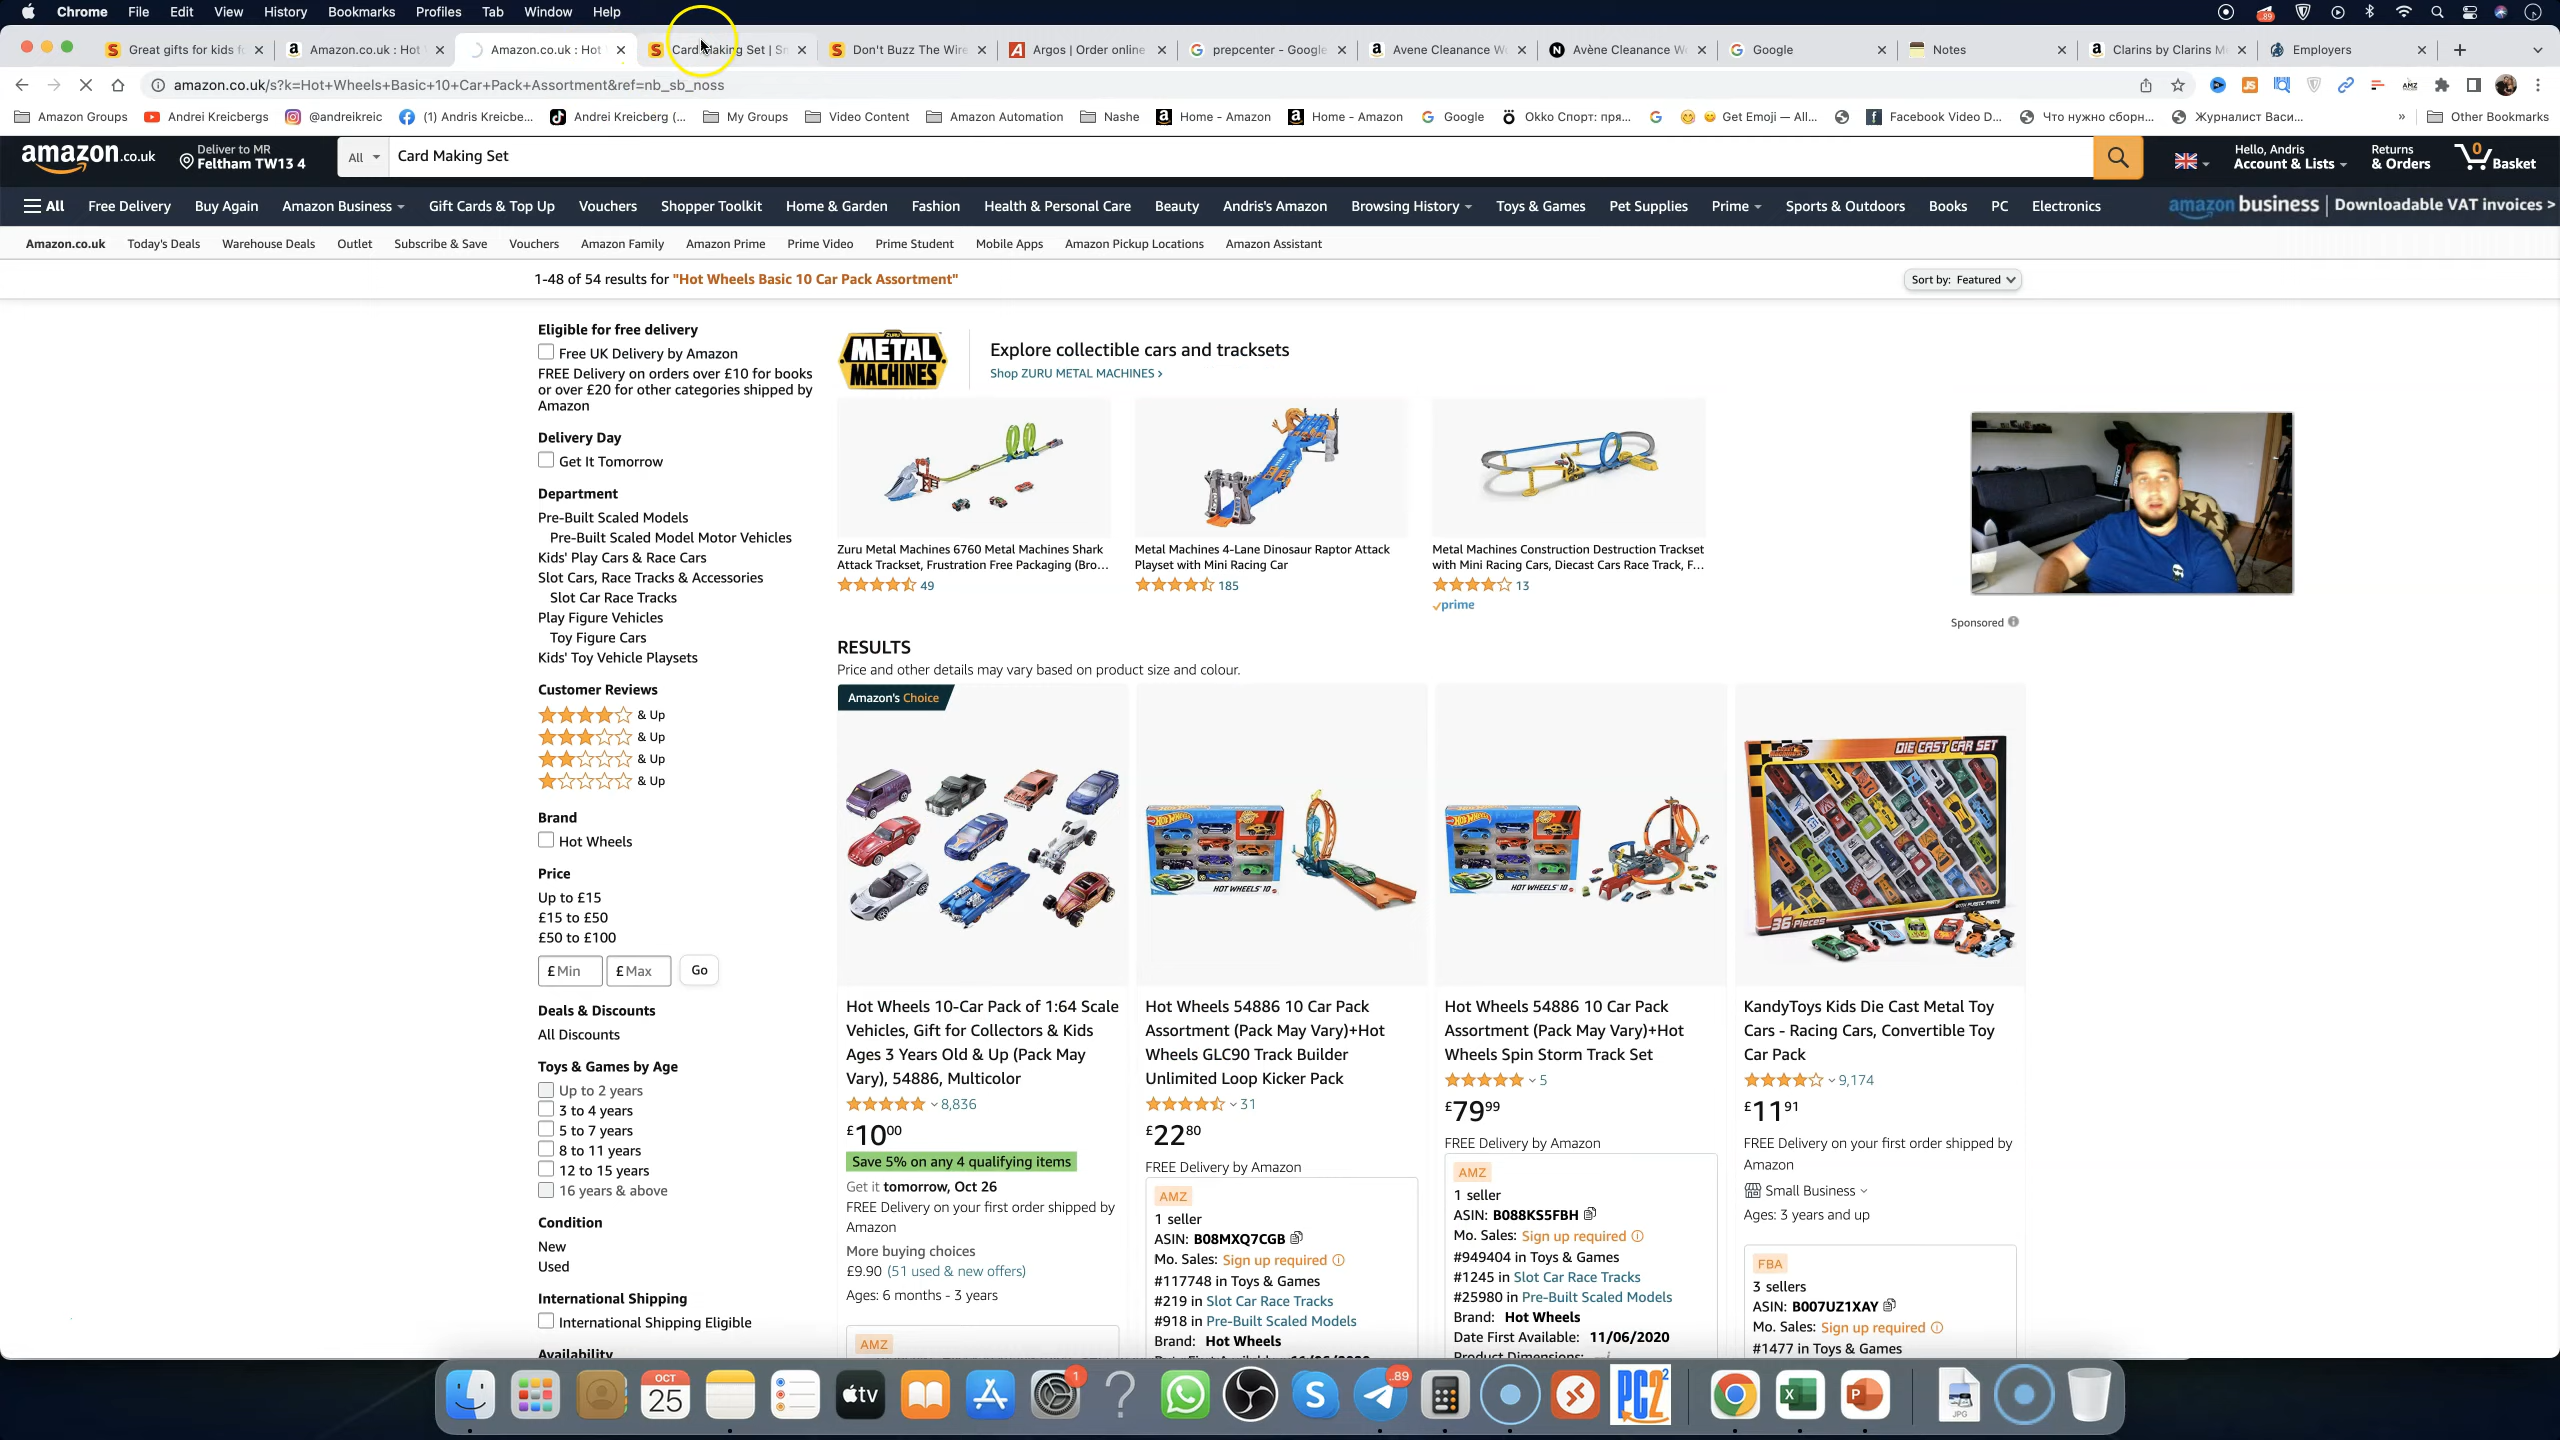 Chrome File Edit View History Bookmarks Profiles Tab Window Help
Great gifts for kids f
Amazon.co.uk : Hot
Amazon.co.uk : Hot
Card Making Set | Sm
Don't Buzz The Wire
Argos | Order online
prepcenter - Google
Avene Cleanance W
Avène Cleanance W
Google
Notes
Clarins by Clarins M
Employers
amazon.co.uk/s?k=Hot+Wheels+Basic+10+Car+Pack+Assortment&ref=nb_sb_noss
Amazon Groups Andrei Kreicbergs @andreikreic (1) Andris Kreicbe... Andrei Kreicberg (... My Groups Video Content Amazon Automation Nashe Home - Amazon Home - Amazon Google Okko Спорт: пря... Get Emoji — All... Facebook Video D... Что нужно сборн... Журналист Васи... » Other Bookmarks
amazon.co.uk
Deliver to MR
Feltham TW13 4
All
Card Making Set
Hello, Andris
Account & Lists
Returns
& Orders
0
Basket
All Free Delivery Buy Again Amazon Business Gift Cards & Top Up Vouchers Shopper Toolkit Home & Garden Fashion Health & Personal Care Beauty Andris's Amazon Browsing History Toys & Games Pet Supplies Prime Sports & Outdoors Books PC Electronics
amazon business | Downloadable VAT invoices >
Amazon.co.uk Today's Deals Warehouse Deals Outlet Subscribe & Save Vouchers Amazon Family Amazon Prime Prime Video Prime Student Mobile Apps Amazon Pickup Locations Amazon Assistant
1-48 of 54 results for "Hot Wheels Basic 10 Car Pack Assortment"
Sort by: Featured
Eligible for free delivery
Free UK Delivery by Amazon
FREE Delivery on orders over £10 for books
or over £20 for other categories shipped by
Amazon
Delivery Day
Get It Tomorrow
Department
Pre-Built Scaled Models
Pre-Built Scaled Model Motor Vehicles
Kids' Play Cars & Race Cars
Slot Cars, Race Tracks & Accessories
Slot Car Race Tracks
Play Figure Vehicles
Toy Figure Cars
Kids' Toy Vehicle Playsets
Customer Reviews
& Up
& Up
& Up
& Up
Brand
Hot Wheels
Price
Up to £15
£15 to £50
£50 to £100
£ Min
£ Max
Go
Deals & Discounts
All Discounts
Toys & Games by Age
Up to 2 years
3 to 4 years
5 to 7 years
8 to 11 years
12 to 15 years
16 years & above
Condition
New
Used
International Shipping
International Shipping Eligible
Availability
ZURU
METAL
MACHINES
Explore collectible cars and tracksets
Shop ZURU METAL MACHINES >
Zuru Metal Machines 6760 Metal Machines Shark
Attack Trackset, Frustration Free Packaging (Bro...
49
Metal Machines 4-Lane Dinosaur Raptor Attack
Playset with Mini Racing Car
185
Metal Machines Construction Destruction Trackset
with Mini Racing Cars, Diecast Cars Race Track, F...
13
prime
Sponsored
RESULTS
Price and other details may vary based on product size and colour.
Amazon's Choice
Hot Wheels 10-Car Pack of 1:64 Scale
Vehicles, Gift for Collectors & Kids
Ages 3 Years Old & Up (Pack May
Vary), 54886, Multicolor
8,836
£10 00
Save 5% on any 4 qualifying items
Get it tomorrow, Oct 26
FREE Delivery on your first order shipped by
Amazon
More buying choices
£9.90 (51 used & new offers)
Ages: 6 months - 3 years
AMZ
HOT WHEELS 10
Hot Wheels 54886 10 Car Pack
Assortment (Pack May Vary)+Hot
Wheels GLC90 Track Builder
Unlimited Loop Kicker Pack
31
£22 80
FREE Delivery by Amazon
AMZ
1 seller
ASIN: B08MXQ7CGB
Mo. Sales: Sign up required
#117748 in Toys & Games
#219 in Slot Car Race Tracks
#918 in Pre-Built Scaled Models
Brand: Hot Wheels
HOT WHEELS 10
Hot Wheels 54886 10 Car Pack
Assortment (Pack May Vary)+Hot
Wheels Spin Storm Track Set
5
£79 99
FREE Delivery by Amazon
AMZ
1 seller
ASIN: B088KS5FBH
Mo. Sales: Sign up required
#949404 in Toys & Games
#1245 in Slot Car Race Tracks
#25980 in Pre-Built Scaled Models
Brand: Hot Wheels
Date First Available: 11/06/2020
Product Dimensions:
DIE CAST CAR SET
36 Pieces
WITH PLASTIC PARTS
KandyToys Kids Die Cast Metal Toy
Cars - Racing Cars, Convertible Toy
Car Pack
9,174
£11 91
FREE Delivery on your first order shipped by
Amazon
Small Business
Ages: 3 years and up
FBA
3 sellers
ASIN: B007UZ1XAY
Mo. Sales: Sign up required
#1477 in Toys & Games
OCT
25
tv
1
..89
PC2
JPG